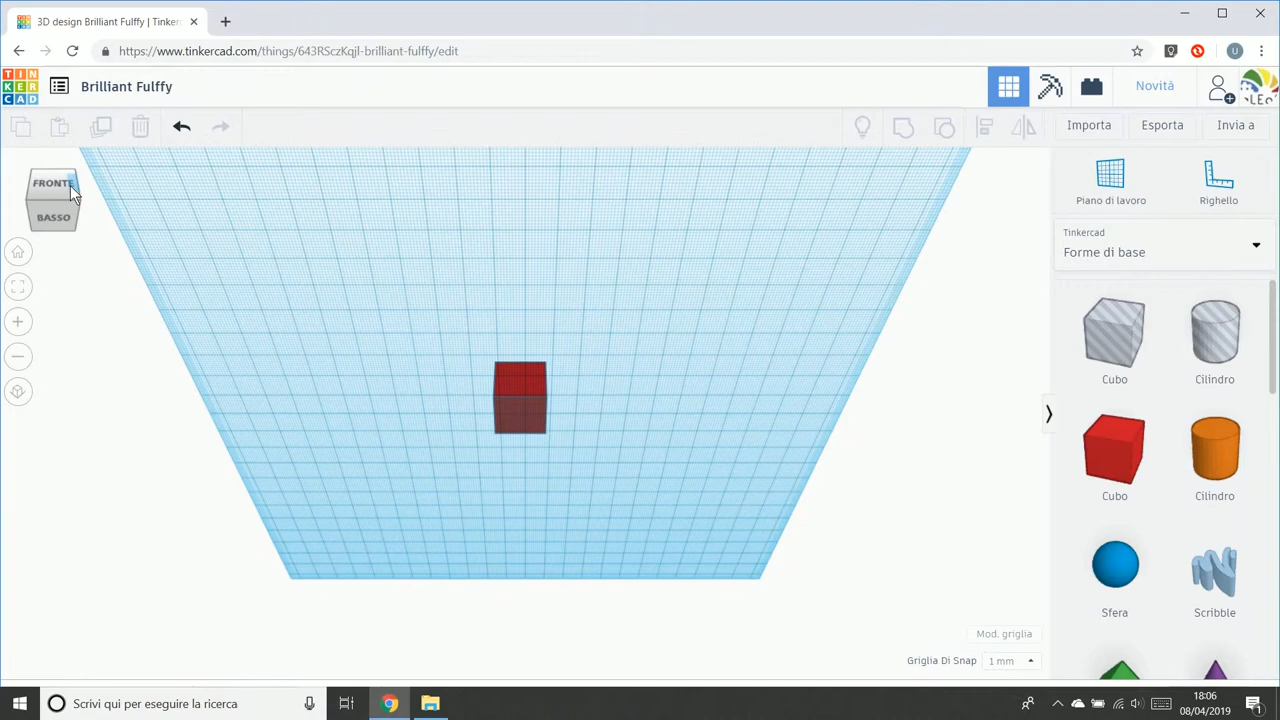 3D design Brilliant Fulffy | Tinker
https://www.tinkercad.com/things/643RSczKqjl-brilliant-fulffy/edit
U
TIN
KER
CAD
Brilliant Fulffy
Novità
LEo
Importa
Esporta
Invia a
FRONTE
BASSO
Piano di lavoro
Righello
Tinkercad
Forme di base
Cubo
Cilindro
Cubo
Cilindro
Sfera
Scribble
Mod. griglia
Griglia Di Snap
1 mm
Scrivi qui per eseguire la ricerca
18:06
08/04/2019
1